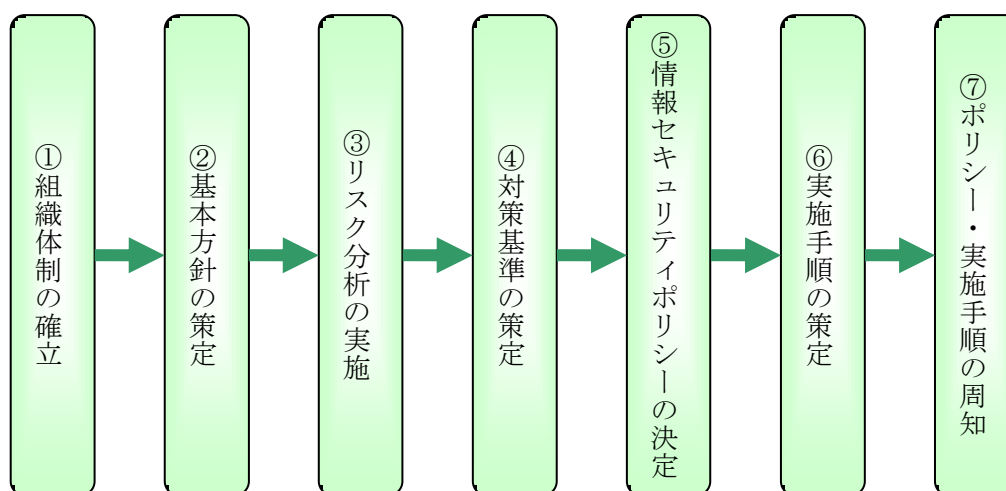 ①組織体制の確立
②基本方針の策定
③リスク分析の実施
④対策基準の策定
⑤情報セキュリティポリシーの決定
⑥実施手順の策定
⑦ポリシー・実施手順の周知